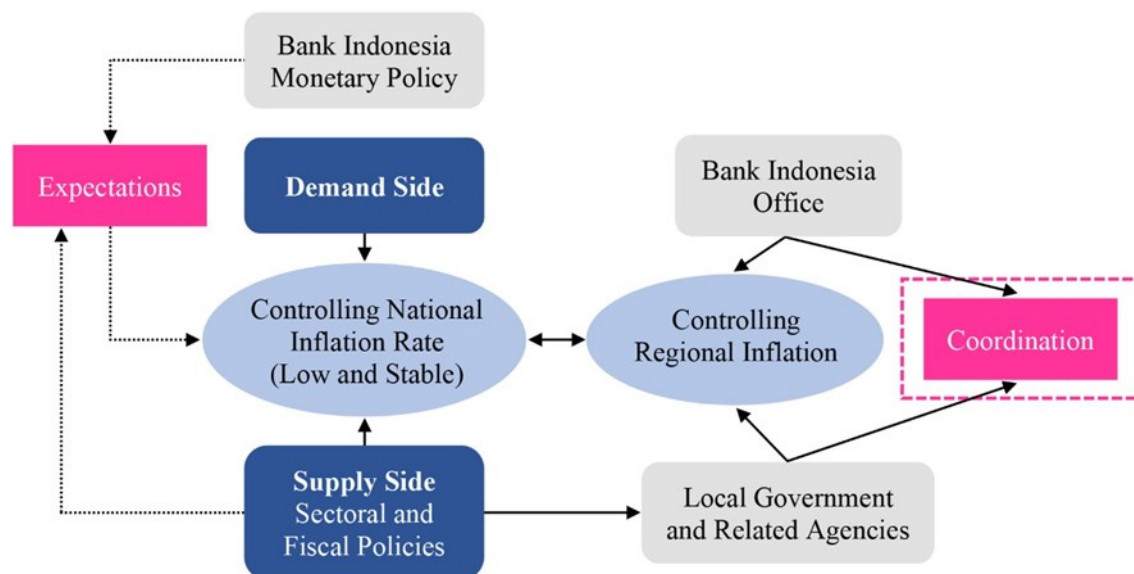 Bank Indonesia
Monetary Policy
Expectations
Demand Side
Bank Indonesia
Office
Controlling National
Inflation Rate
(Low and Stable)
Controlling
Regional Inflation
Coordination
Supply Side
Sectoral and
Fiscal Policies
Local Government
and Related Agencies